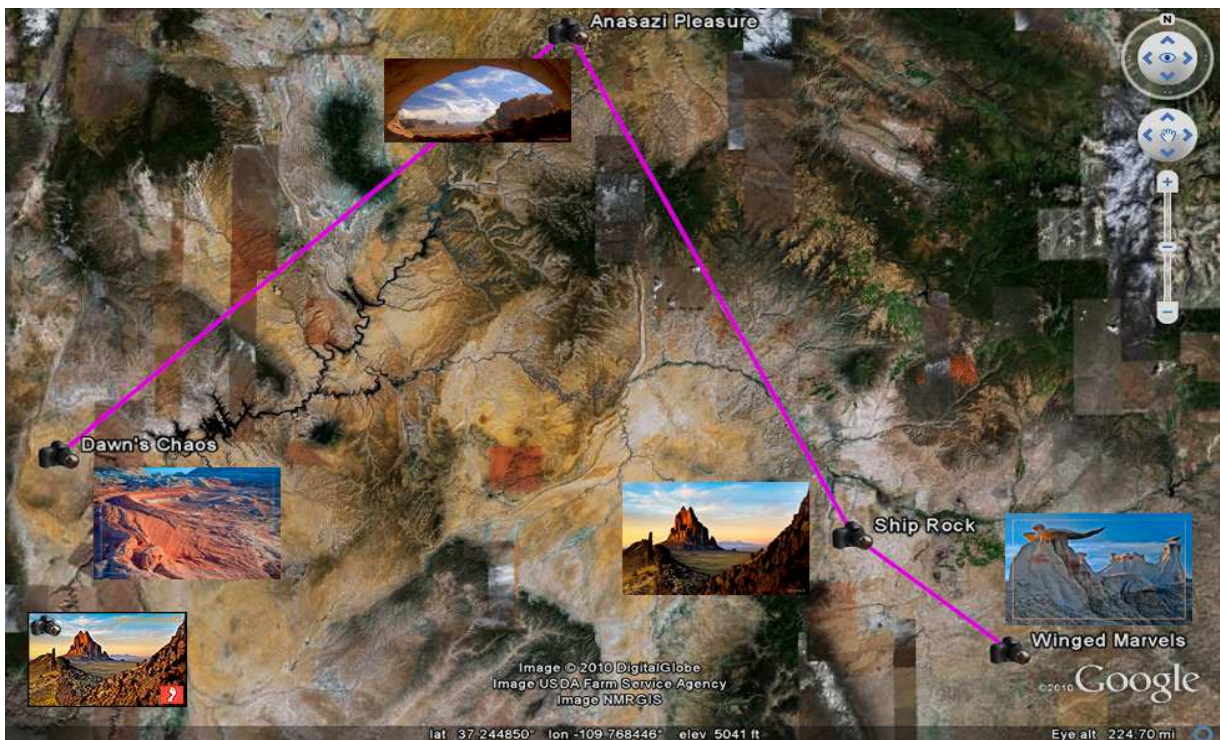 Anasazi Pleasure
N
Dawn's Chaos
Ship Rock
Winged Marvels
Image © 2010 DigitalGlobe
Image USDA Farm Service Agency
Image NMRGIS
©2010 Google
lat 37.244850° lon -109.768446° elev 5041 ft
Eye alt 224.70 mi